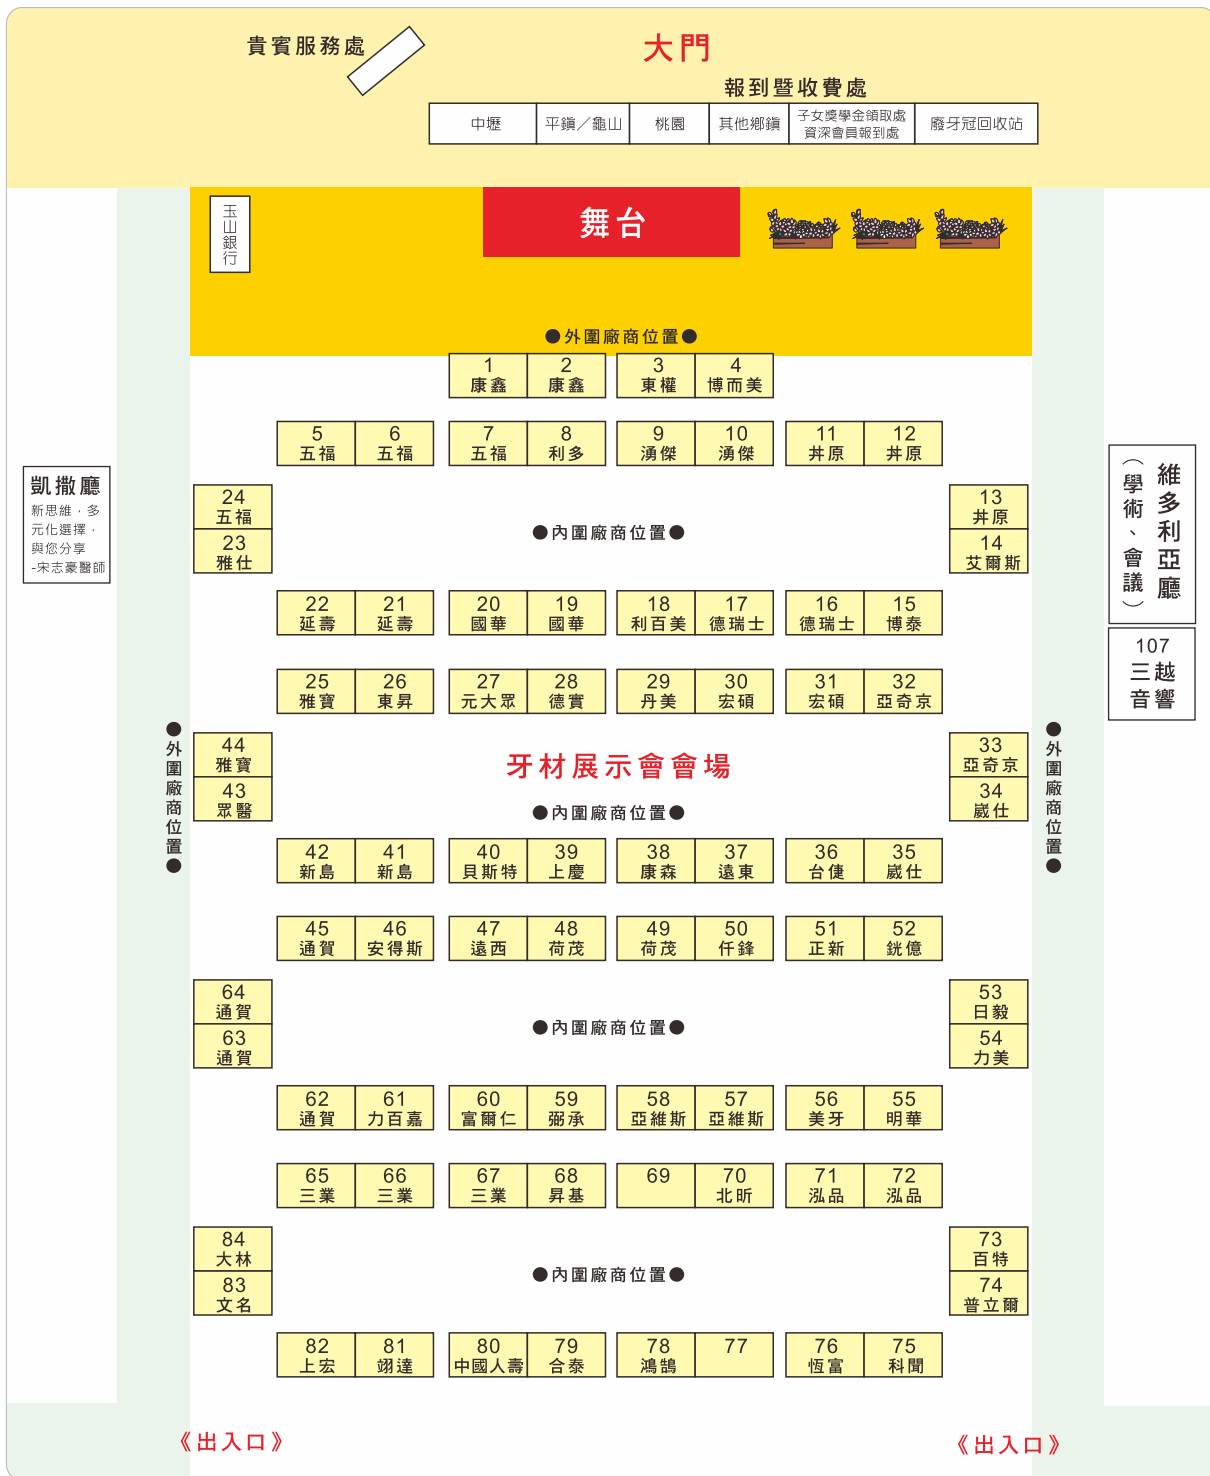 貴賓服務處
大門
報到暨收費處
中壢
平鎮／龜山
桃園
其他鄉鎮
子女獎學金領取處
資深會員報到處
廢牙冠回收站
玉山銀行
舞台
●外圍廠商位置●
1
康鑫
2
康鑫
3
東權
4
博而美
5
五福
6
五福
7
五福
8
利多
9
湧傑
10
湧傑
11
丼原
12
丼原
24
五福
23
雅仕
●內圍廠商位置●
13
丼原
14
艾爾斯
凱撒廳
新思維，多
元化選擇，
與您分享
-宋志豪醫師
維多利亞廳
（學術、會議）
107
三越
音響
22
延壽
21
延壽
20
國華
19
國華
18
利百美
17
德瑞士
16
德瑞士
15
博泰
25
雅寶
26
東昇
27
元大眾
28
德實
29
丹美
30
宏碩
31
宏碩
32
亞奇京
●外圍廠商位置●
44
雅寶
43
眾醫
牙材展示會會場
●內圍廠商位置●
33
亞奇京
34
崴仕
●外圍廠商位置●
42
新島
41
新島
40
貝斯特
39
上慶
38
康森
37
遠東
36
台倢
35
崴仕
45
通賀
46
安得斯
47
遠西
48
荷茂
49
荷茂
50
仟鋒
51
正新
52
銧億
64
通賀
63
通賀
●內圍廠商位置●
53
日毅
54
力美
62
通賀
61
力百嘉
60
富爾仁
59
弼承
58
亞維斯
57
亞維斯
56
美牙
55
明華
65
三業
66
三業
67
三業
68
昇基
69
70
北昕
71
泓品
72
泓品
84
大林
83
文名
●內圍廠商位置●
73
百特
74
普立爾
82
上宏
81
翊達
80
中國人壽
79
合泰
78
鴻鵠
77
76
恆富
75
科聞
《出入口》
《出入口》